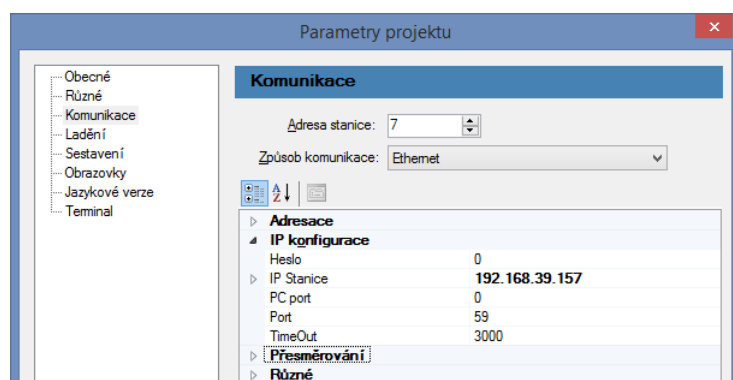 Parametry projektu
Obecné
Různé
Komunikace
Ladění
Sestavení
Obrazovky
Jazykové verze
Terminal
Komunikace
Adresa stanice: 7
Způsob komunikace: Ethernet
Adresace
IP konfigurace
Heslo 0
IP Stanice 192.168.39.157
PC port 0
Port 59
TimeOut 3000
Přesměrování
Různé